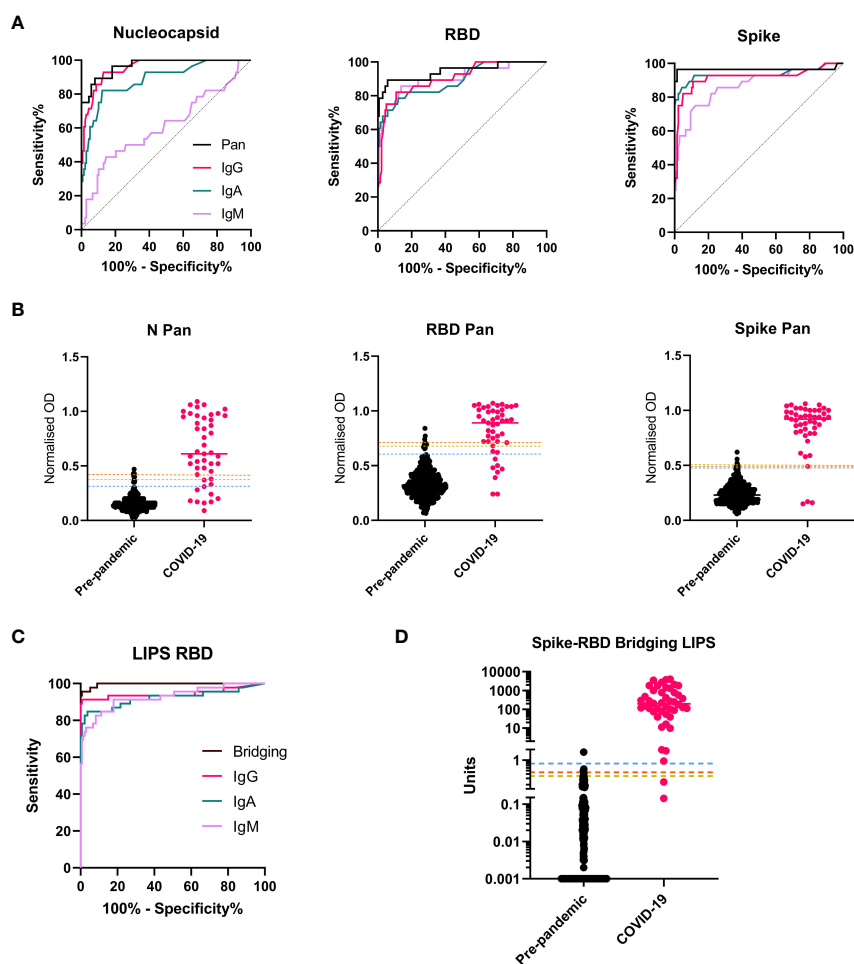 A
Nucleocapsid
RBD
Spike
100
80
60
40
20
0
Sensitivity%
Pan
IgG
IgA
IgM
0 20 40 60 80 100
100% - Specificity%
100
80
60
40
20
0
Sensitivity%
0 20 40 60 80 100
100% - Specificity%
100
80
60
40
20
0
Sensitivity%
0 20 40 60 80 100
100% - Specificity%
B
N Pan
RBD Pan
Spike Pan
1.5
1.0
0.5
0.0
Normalised OD
Pre-pandemic
COVID-19
1.5
1.0
0.5
0.0
Normalised OD
Pre-pandemic
COVID-19
1.5
1.0
0.5
0.0
Normalised OD
Pre-pandemic
COVID-19
C
LIPS RBD
100
80
60
40
20
0
Sensitivity
Bridging
IgG
IgA
IgM
0 20 40 60 80 100
100% - Specificity%
D
Spike-RBD Bridging LIPS
10000
1000
100
10
1
0.1
0.01
0.001
Units
Pre-pandemic
COVID-19